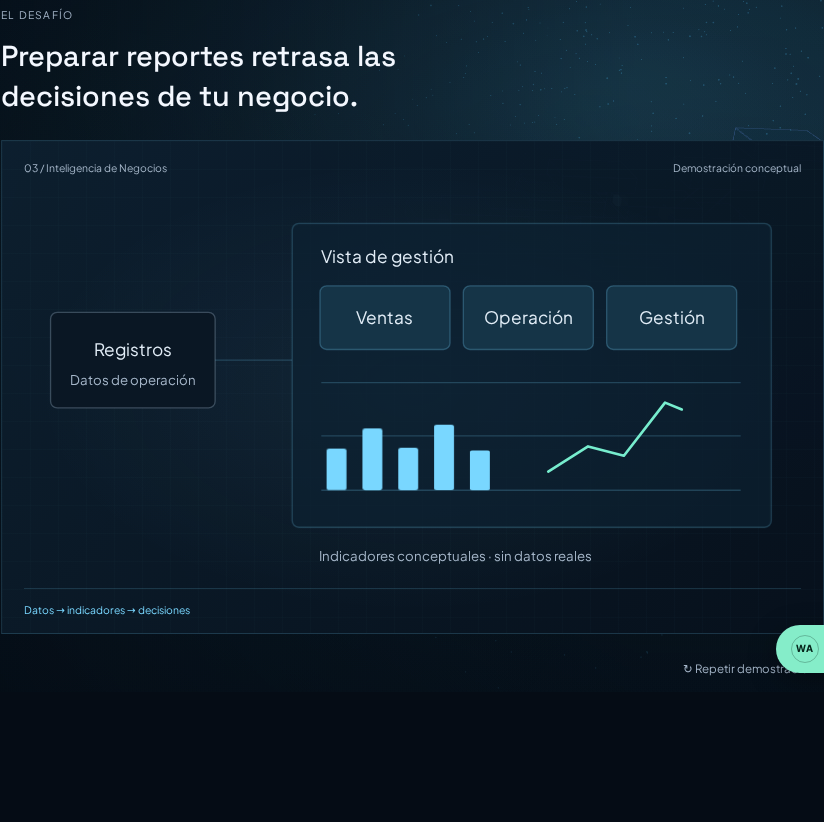 EL DESAFÍO
Preparar reportes retrasa las
decisiones de tu negocio.
03 / Inteligencia de Negocios
Demostración conceptual
Vista de gestión
Ventas
Operación
Gestión
Registros
Datos de operación
Indicadores conceptuales · sin datos reales
Datos → indicadores → decisiones
WA
↻ Repetir